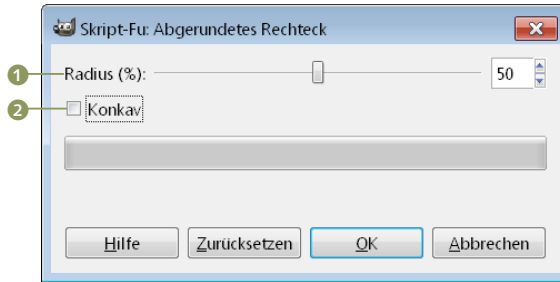 Skript-Fu: Abgerundetes Rechteck
1 Radius (%): 50
2 Konkav
Hilfe Zurücksetzen OK Abbrechen